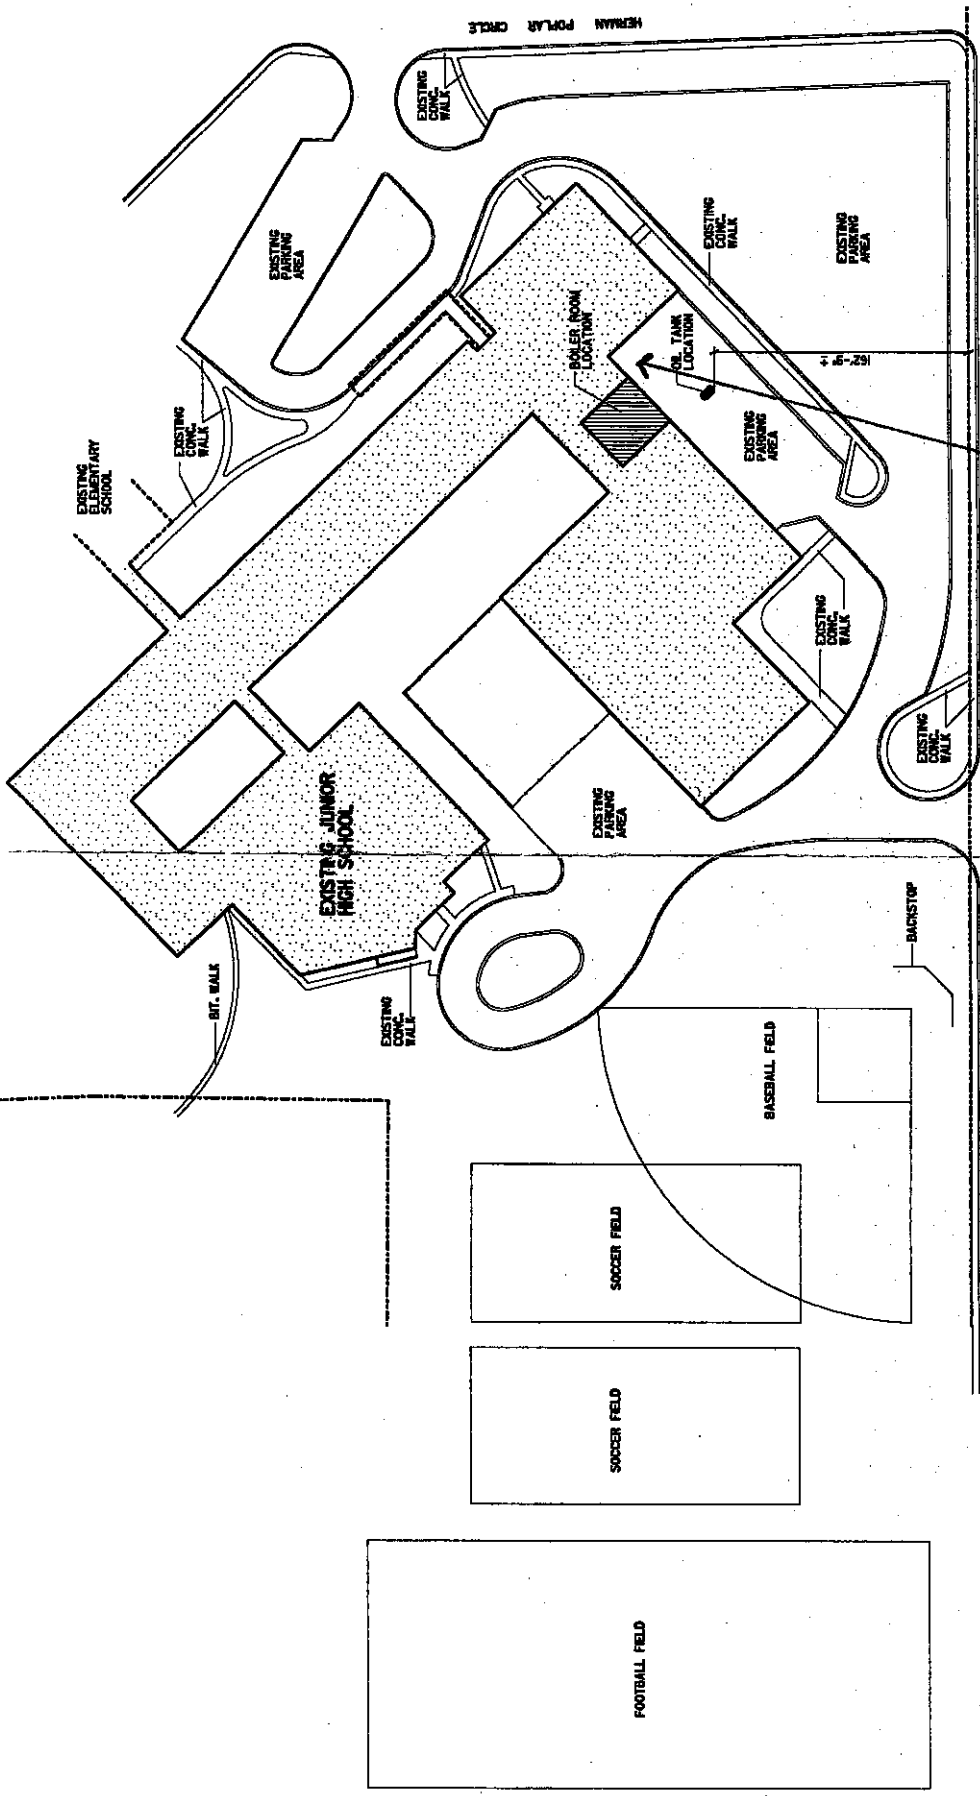 HERMAN POPLAR CIRCLE
EXISTING
CONC.
WALK
EXISTING
PARKING
AREA
EXISTING
CONC.
WALK
EXISTING
PARKING
AREA
BOILER ROOM
LOCATION
OIL TANK
LOCATION
162'-9" ±
EXISTING
PARKING
AREA
EXISTING
CONC.
WALK
EXISTING
ELEMENTARY
SCHOOL
EXISTING
CONC.
WALK
EXISTING
CONC.
WALK
EXISTING
PARKING
AREA
EXISTING JUNIOR
HIGH SCHOOL
BIT. WALK
EXISTING
CONC.
WALK
BACKSTOP
BASEBALL FIELD
SOCCER FIELD
SOCCER FIELD
FOOTBALL FIELD